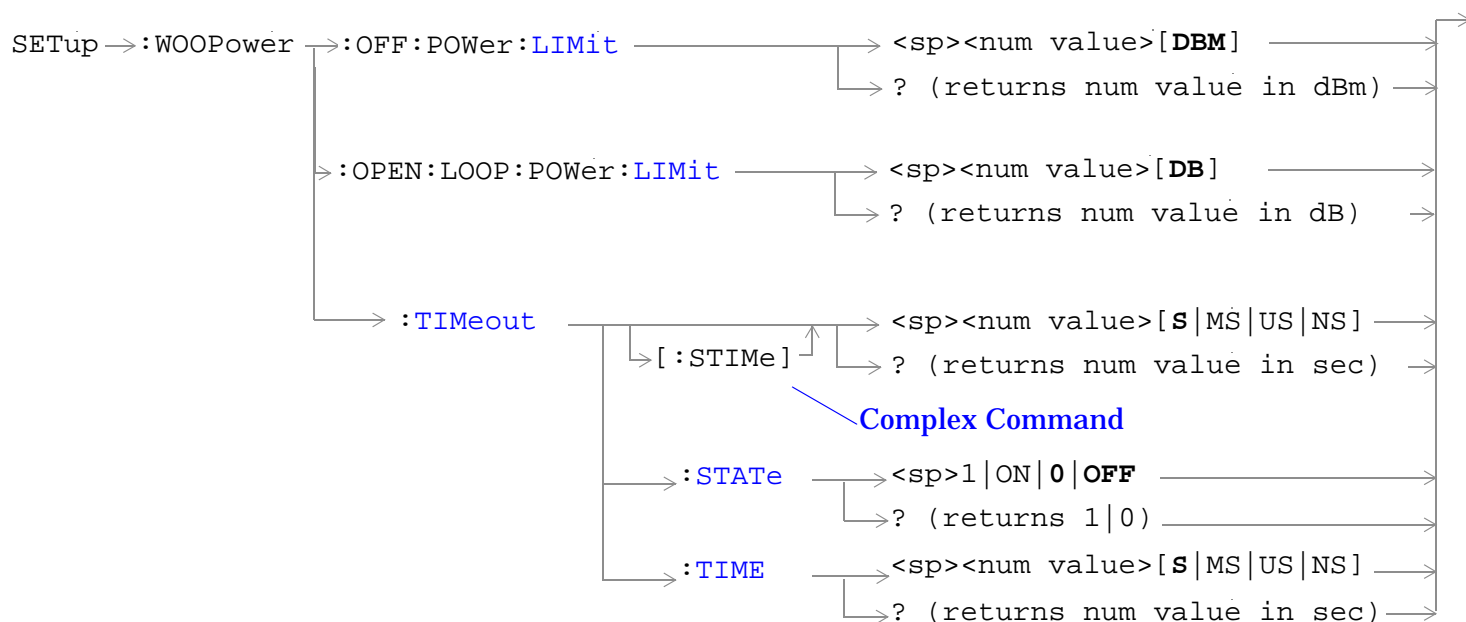 SETup :WOOPower :OFF:POWer:LIMit <sp><num value>[DBM]
? (returns num value in dBm)
:OPEN:LOOP:POWer:LIMit <sp><num value>[DB]
? (returns num value in dB)
:TIMeout <sp><num value>[S|MS|US|NS]
[:STIMe] ? (returns num value in sec)
Complex Command
:STATe <sp>1|ON|0|OFF
? (returns 1|0)
:TIME <sp><num value>[S|MS|US|NS]
? (returns num value in sec)